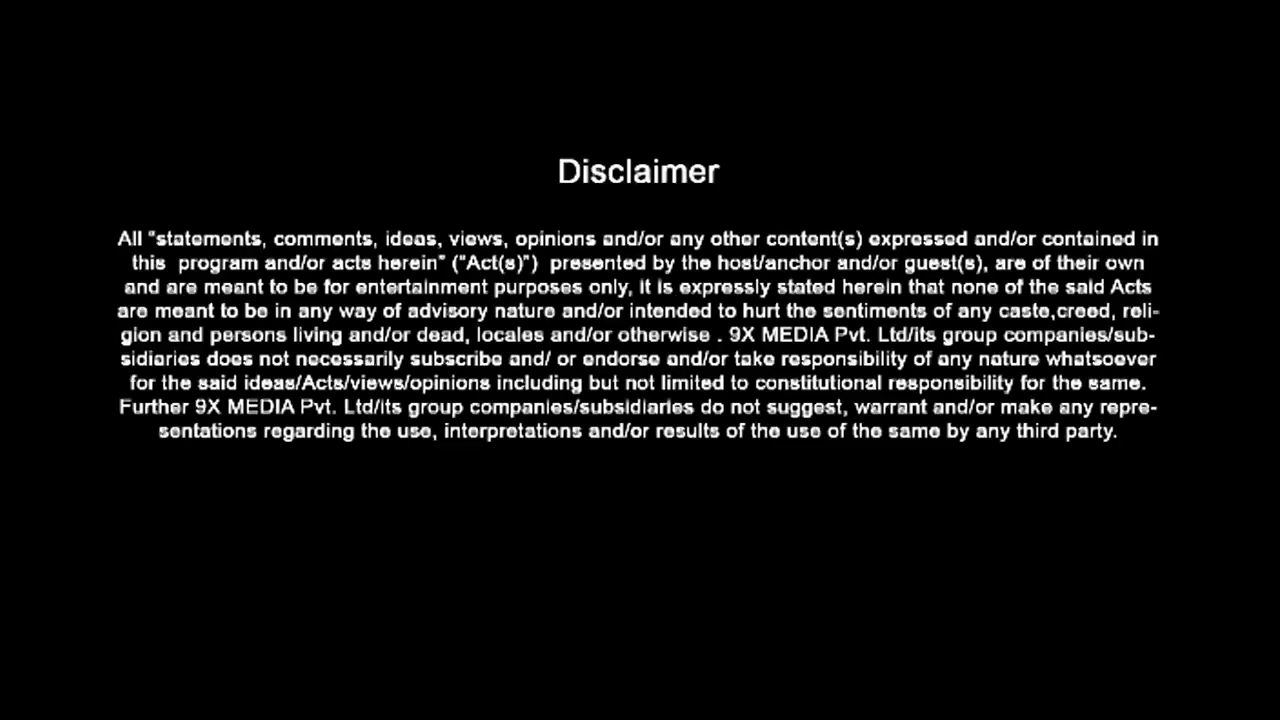 Disclaimer
All "statements, comments, ideas, views, opinions and/or any other content(s) expressed and/or contained in
this program and/or acts herein" ("Act(s)") presented by the host/anchor and/or guest(s), are of their own
and are meant to be for entertainment purposes only, it is expressly stated herein that none of the said Acts
are meant to be in any way of advisory nature and/or intended to hurt the sentiments of any caste,creed, reli-
gion and persons living and/or dead, locales and/or otherwise . 9X MEDIA Pvt. Ltd/its group companies/sub-
sidiaries does not necessarily subscribe and/ or endorse and/or take responsibility of any nature whatsoever
for the said ideas/Acts/views/opinions including but not limited to constitutional responsibility for the same.
Further 9X MEDIA Pvt. Ltd/its group companies/subsidiaries do not suggest, warrant and/or make any repre-
sentations regarding the use, interpretations and/or results of the use of the same by any third party.